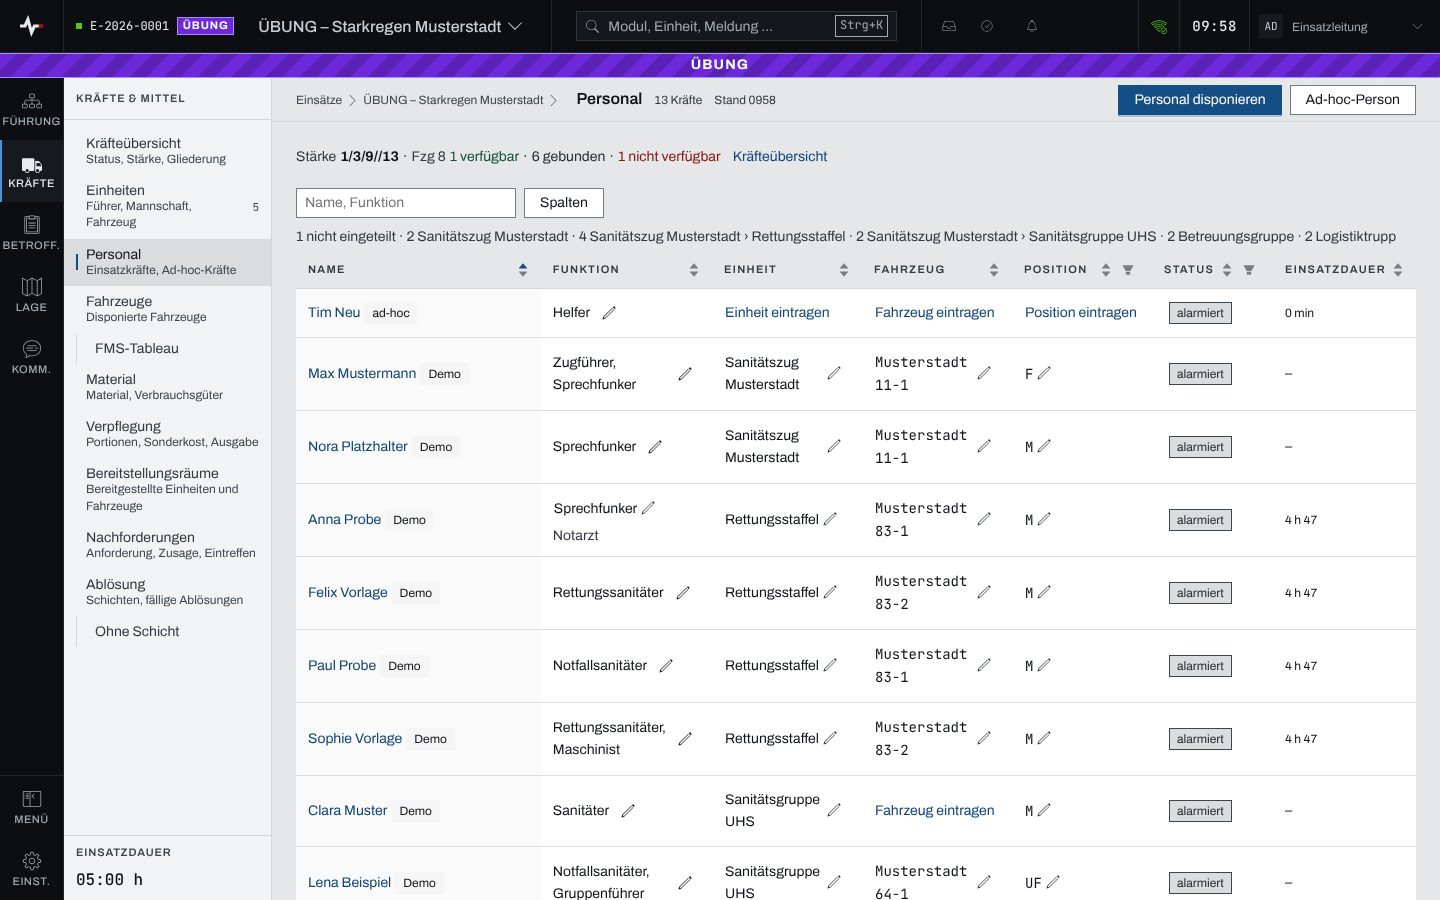 E-2026-0001 ÜBUNG ÜBUNG – Starkregen Musterstadt Modul, Einheit, Meldung ... Strg+K 09:58 AD Einsatzleitung
ÜBUNG
FÜHRUNG
KRÄFTE
BETROFF.
LAGE
KOMM.
MENÜ
EINST.
KRÄFTE & MITTEL
Kräfteübersicht
Status, Stärke, Gliederung
Einheiten
Führer, Mannschaft,
Fahrzeug
5
Personal
Einsatzkräfte, Ad-hoc-Kräfte
Fahrzeuge
Disponierte Fahrzeuge
FMS-Tableau
Material
Material, Verbrauchsgüter
Verpflegung
Portionen, Sonderkost, Ausgabe
Bereitstellungsräume
Bereitgestellte Einheiten und
Fahrzeuge
Nachforderungen
Anforderung, Zusage, Eintreffen
Ablösung
Schichten, fällige Ablösungen
Ohne Schicht
EINSATZDAUER
05:00 h
Einsätze ÜBUNG – Starkregen Musterstadt Personal 13 Kräfte Stand 0958 Personal disponieren Ad-hoc-Person
Stärke 1/3/9//13 · Fzg 8 1 verfügbar · 6 gebunden · 1 nicht verfügbar Kräfteübersicht
Name, Funktion Spalten
1 nicht eingeteilt · 2 Sanitätszug Musterstadt · 4 Sanitätszug Musterstadt › Rettungsstaffel · 2 Sanitätszug Musterstadt › Sanitätsgruppe UHS · 2 Betreuungsgruppe · 2 Logistiktrupp
NAME FUNKTION EINHEIT FAHRZEUG POSITION STATUS EINSATZDAUER
Tim Neu ad-hoc Helfer Einheit eintragen Fahrzeug eintragen Position eintragen alarmiert 0 min
Max Mustermann Demo Zugführer, Sprechfunker Sanitätszug Musterstadt Musterstadt 11-1 F alarmiert –
Nora Platzhalter Demo Sprechfunker Sanitätszug Musterstadt Musterstadt 11-1 M alarmiert –
Anna Probe Demo Sprechfunker Notarzt Rettungsstaffel Musterstadt 83-1 M alarmiert 4 h 47
Felix Vorlage Demo Rettungssanitäter Rettungsstaffel Musterstadt 83-2 M alarmiert 4 h 47
Paul Probe Demo Notfallsanitäter Rettungsstaffel Musterstadt 83-1 M alarmiert 4 h 47
Sophie Vorlage Demo Rettungssanitäter, Maschinist Rettungsstaffel Musterstadt 83-2 M alarmiert 4 h 47
Clara Muster Demo Sanitäter Sanitätsgruppe UHS Fahrzeug eintragen M alarmiert –
Lena Beispiel Demo Notfallsanitäter, Gruppenführer Sanitätsgruppe UHS Musterstadt 64-1 UF alarmiert –